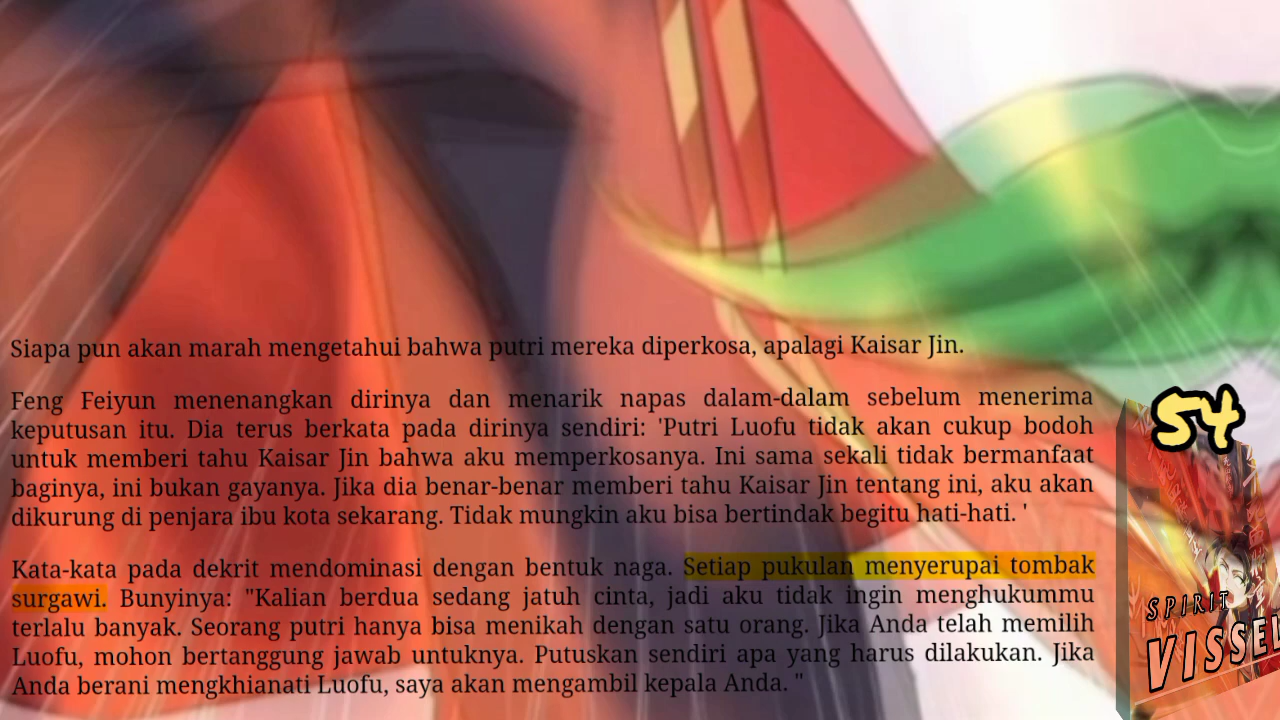 Siapa pun akan marah mengetahui bahwa putri mereka diperkosa, apalagi Kaisar Jin.
Feng Feiyun menenangkan dirinya dan menarik napas dalam-dalam sebelum menerima
keputusan itu. Dia terus berkata pada dirinya sendiri: 'Putri Luofu tidak akan cukup bodoh
untuk memberi tahu Kaisar Jin bahwa aku memperkosanya. Ini sama sekali tidak bermanfaat
baginya, ini bukan gayanya. Jika dia benar-benar memberi tahu Kaisar Jin tentang ini, aku akan
dikurung di penjara ibu kota sekarang. Tidak mungkin aku bisa bertindak begitu hati-hati. '
Kata-kata pada dekrit mendominasi dengan bentuk naga. Setiap pukulan menyerupai tombak
surgawi. Bunyinya: "Kalian berdua sedang jatuh cinta, jadi aku tidak ingin menghukummu
terlalu banyak. Seorang putri hanya bisa menikah dengan satu orang. Jika Anda telah memilih
Luofu, mohon bertanggung jawab untuknya. Putuskan sendiri apa yang harus dilakukan. Jika
Anda berani mengkhianati Luofu, saya akan mengambil kepala Anda. "
54
SPIRIT
VISSEL